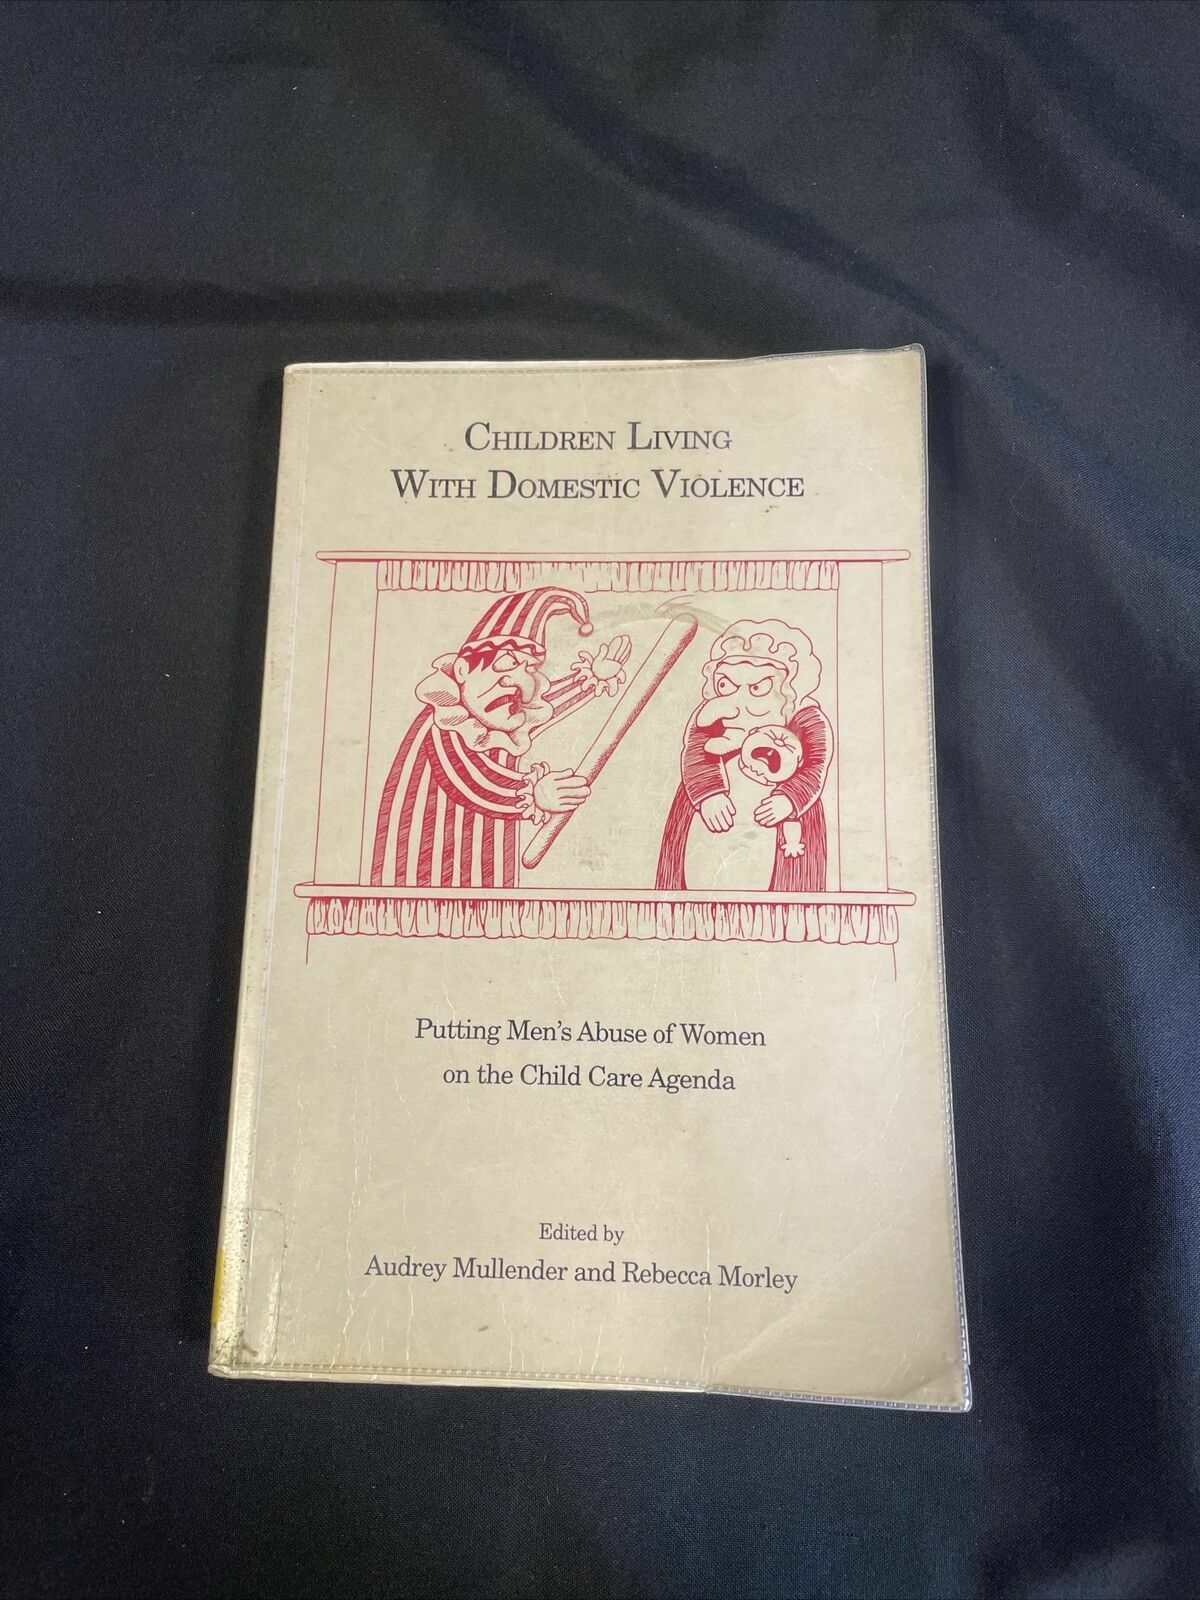 CHILDREN LIVING
WITH DOMESTIC VIOLENCE
Putting Men's Abuse of Women
on the Child Care Agenda
Edited by
Audrey Mullender and Rebecca Morley